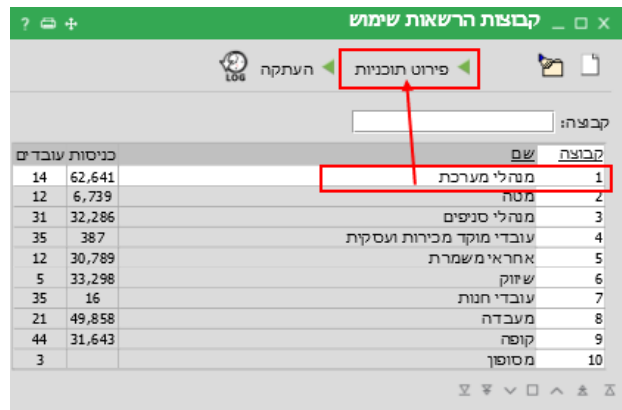 קבוצות הרשאות שימוש
פירוט תוכניות העתקה LOG
קבוצה:
קבוצה שם כניסות עובדים
1 מנהלי מערכת 62,641 14
2 מטה 6,739 12
3 מנהלי סניפים 32,286 31
4 עובדי מוקד מכירות ועסקית 387 35
5 אחראי משמרת 30,789 12
6 שיווק 33,298 5
7 עובדי חנות 16 35
8 מעבדה 49,858 21
9 קופה 31,643 44
10 מסופון 3